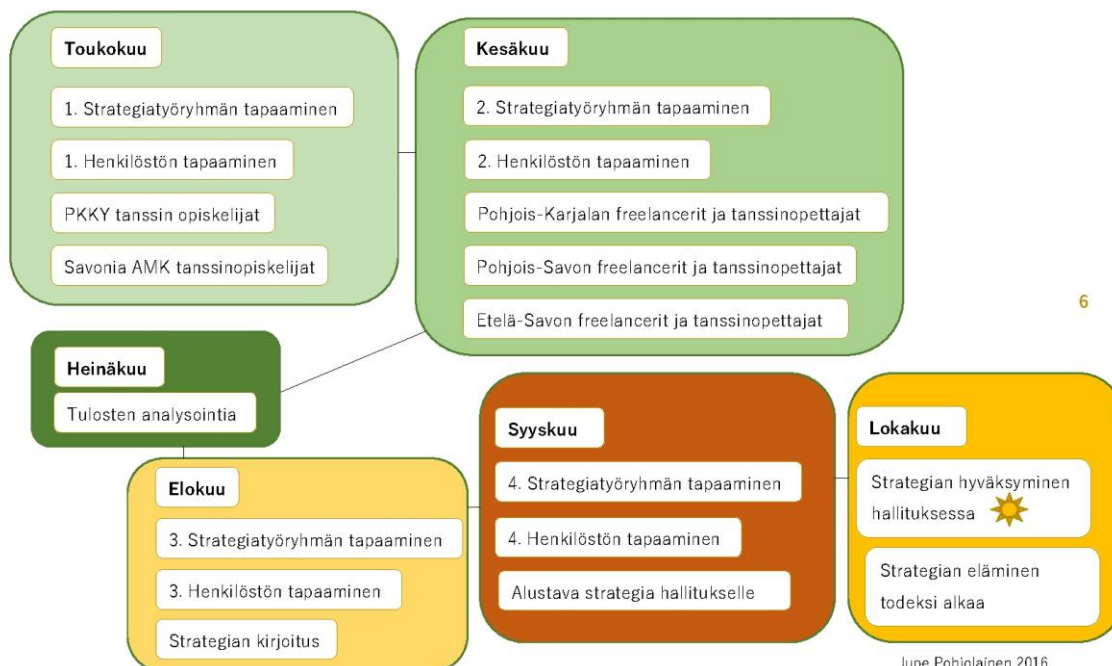 Toukokuu
1. Strategiatyöryhmän tapaaminen
1. Henkilöstön tapaaminen
PKKY tanssin opiskelijat
Savonia AMK tanssinopiskelijat
Kesäkuu
2. Strategiatyöryhmän tapaaminen
2. Henkilöstön tapaaminen
Pohjois-Karjalan freelancerit ja tanssinopettajat
Pohjois-Savon freelancerit ja tanssinopettajat
Etelä-Savon freelancerit ja tanssinopettajat
6
Heinäkuu
Tulosten analysointia
Elokuu
3. Strategiatyöryhmän tapaaminen
3. Henkilöstön tapaaminen
Strategian kirjoitus
Syyskuu
4. Strategiatyöryhmän tapaaminen
4. Henkilöstön tapaaminen
Alustava strategia hallitukselle
Lokakuu
Strategian hyväksyminen
hallituksessa
Strategian eläminen
todeksi alkaa
Jupe Pohjolainen 2016